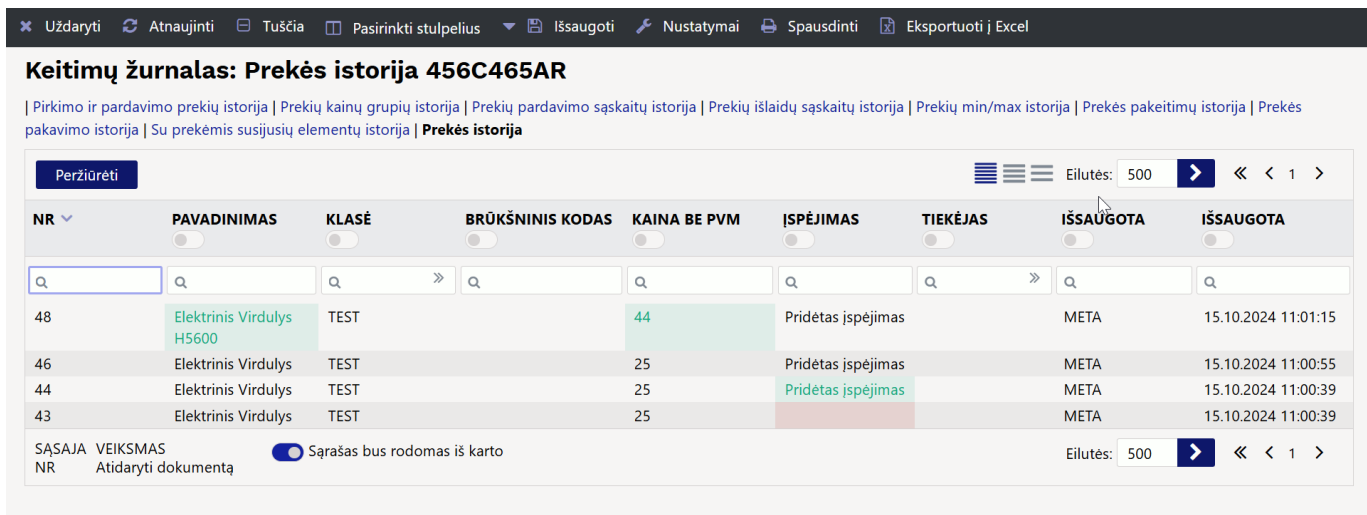 Uždaryti Atnaujinti Tuščia Pasirinkti stulpelius Išsaugoti Nustatymai Spausdinti Eksportuoti į Excel
Keitimų žurnalas: Prekės istorija 456C465AR
| Pirkimo ir pardavimo prekių istorija | Prekių kainų grupių istorija | Prekių pardavimo sąskaitų istorija | Prekių išlaidų sąskaitų istorija | Prekių min/max istorija | Prekės pakeitimų istorija | Prekės
pakavimo istorija | Su prekėmis susijusių elementų istorija | Prekės istorija
Peržiūrėti Eilutės: 500 1
NR PAVADINIMAS KLASĖ BRŪKŠNINIS KODAS KAINA BE PVM ĮSPĖJIMAS TIEKĖJAS IŠSAUGOTA IŠSAUGOTA
48 Elektrinis Virdulys TEST 44 Pridėtas įspėjimas META 15.10.2024 11:01:15
H5600
46 Elektrinis Virdulys TEST 25 Pridėtas įspėjimas META 15.10.2024 11:00:55
44 Elektrinis Virdulys TEST 25 Pridėtas įspėjimas META 15.10.2024 11:00:39
43 Elektrinis Virdulys TEST 25 META 15.10.2024 11:00:39
SĄSAJA VEIKSMAS Sąrašas bus rodomas iš karto Eilutės: 500 1
NR Atidaryti dokumentą